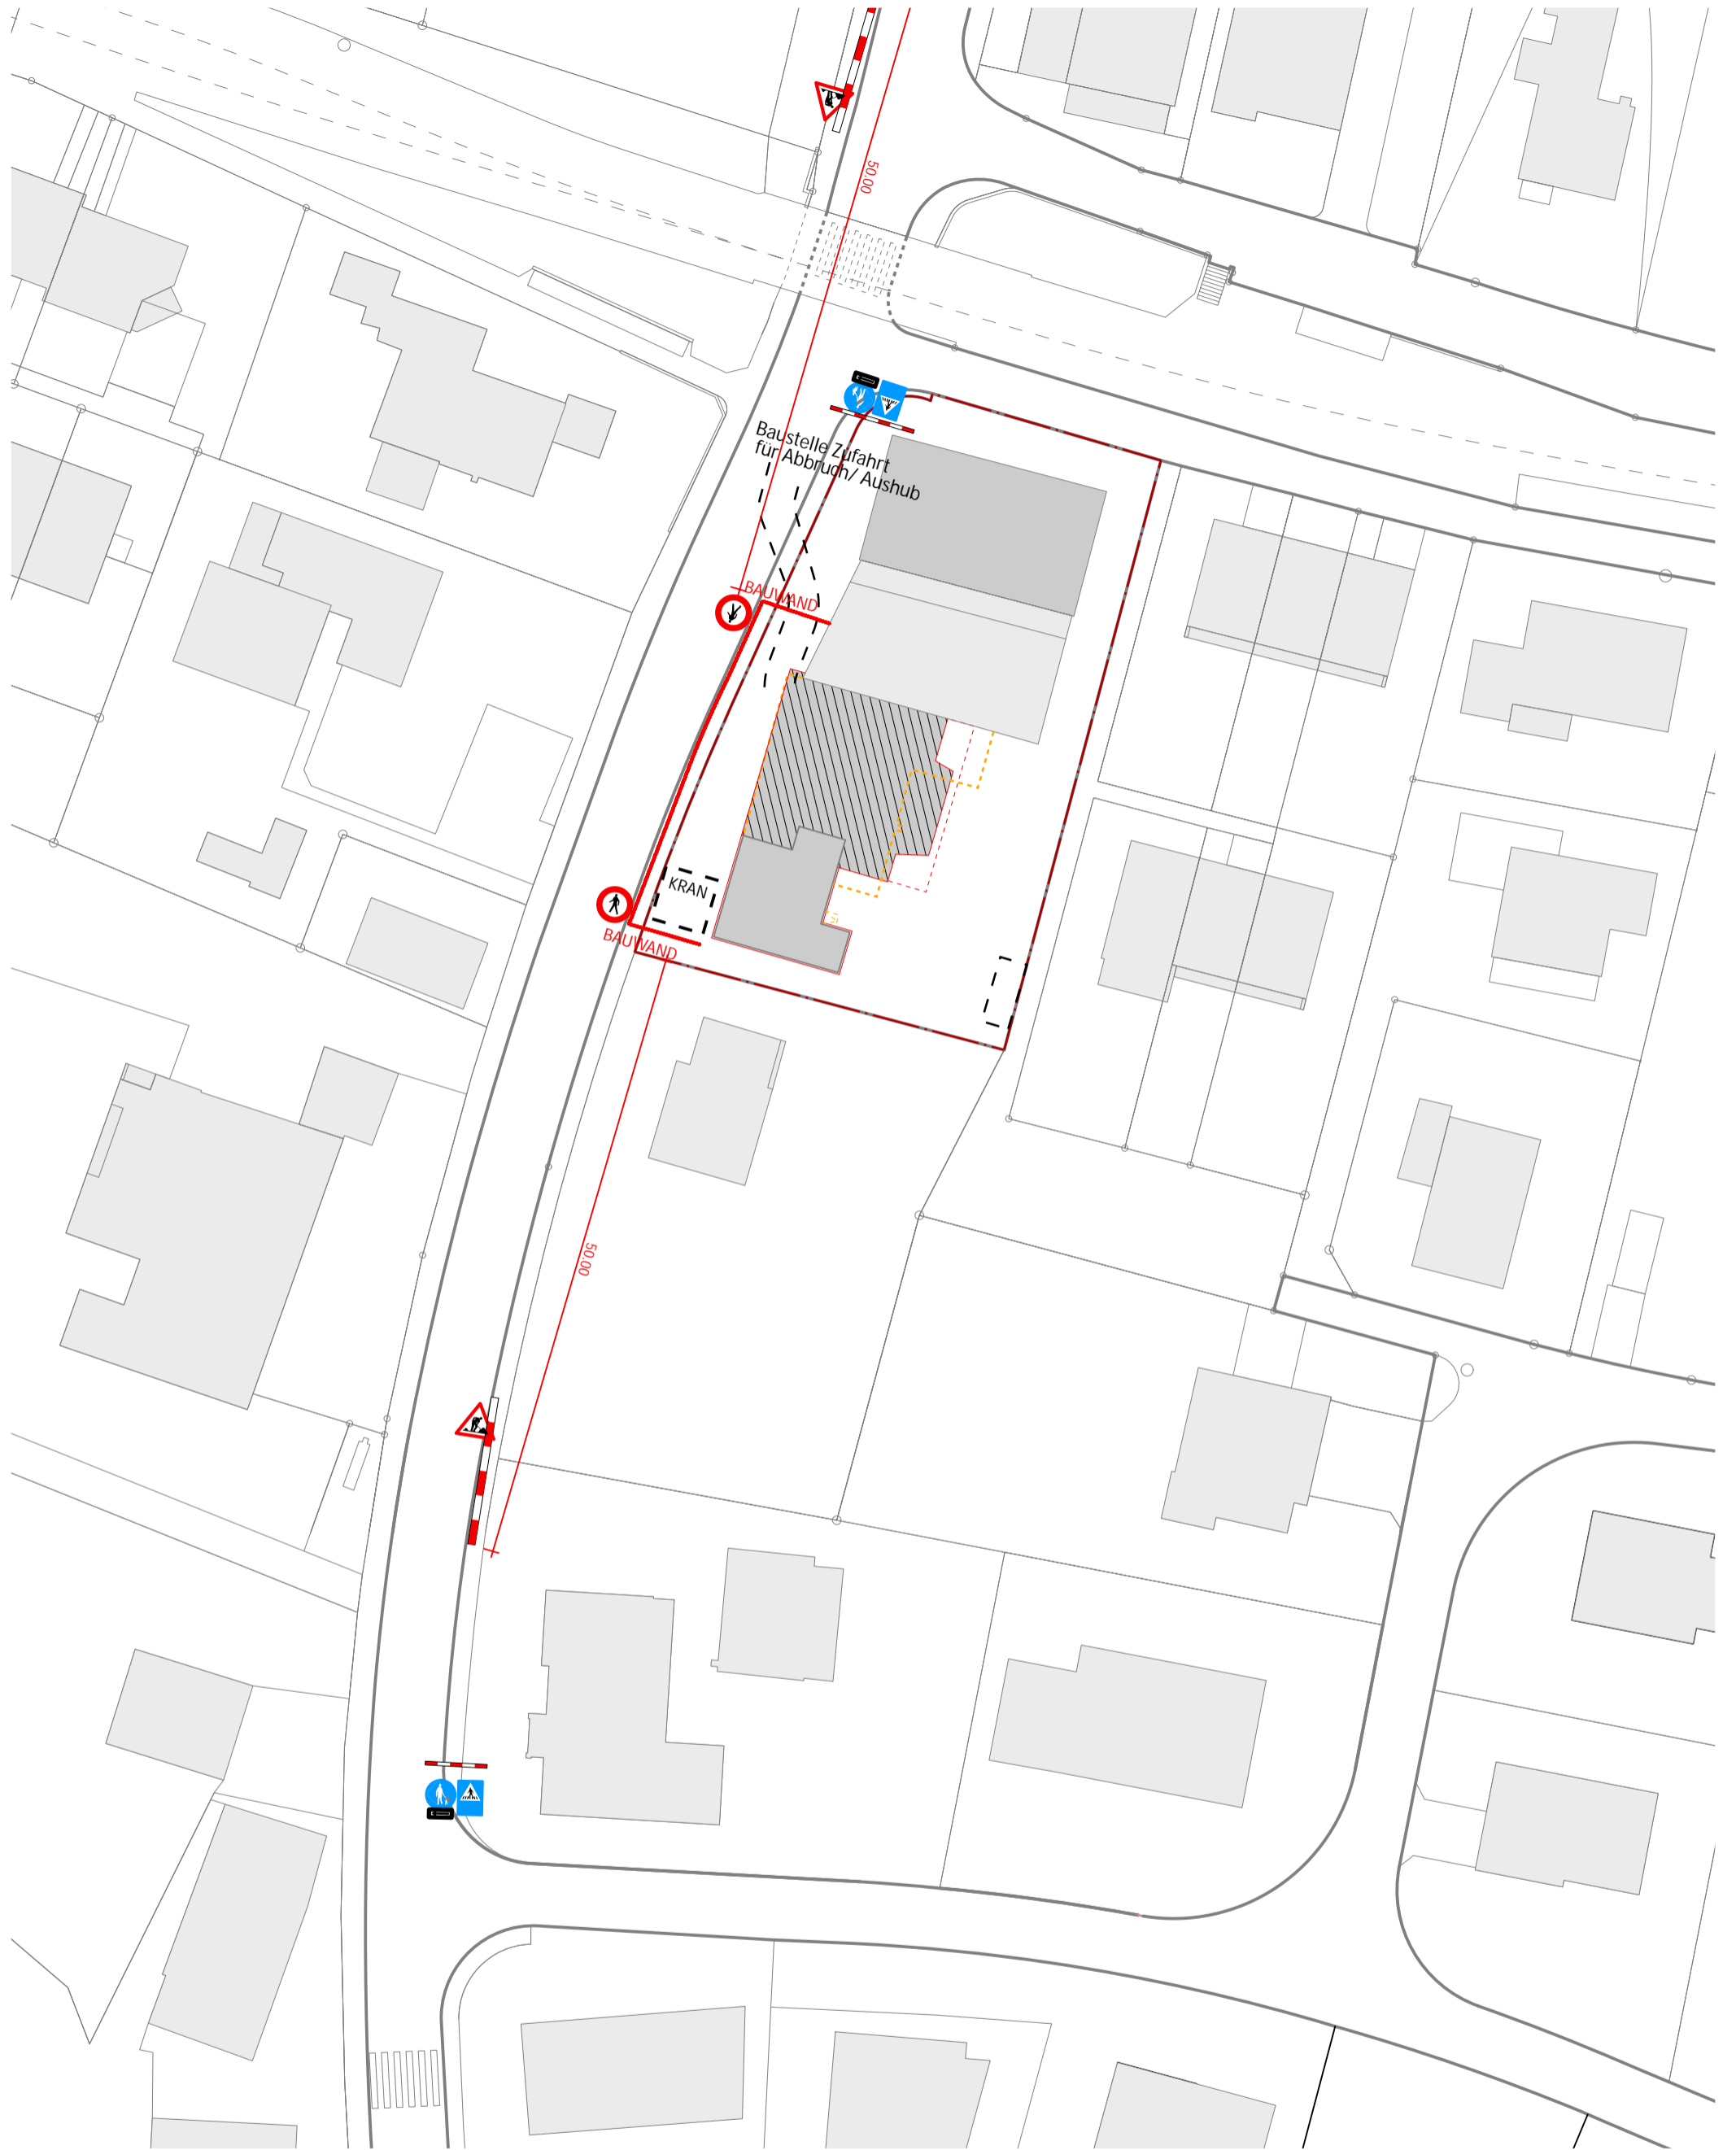 50.00
Baustelle Zufahrt
für Abbruch/ Aushub
BAUWAND
KRAN
BAUWAND
50.00